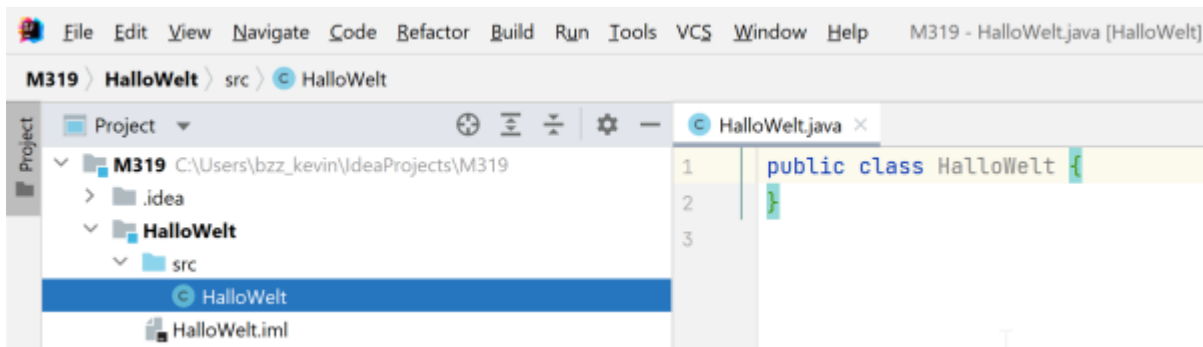 File Edit View Navigate Code Refactor Build Run Tools VCS Window Help M319 - HalloWelt.java [HalloWelt]
M319 HalloWelt src C HalloWelt
Project
Project
C HalloWelt.java
M319 C:\Users\bzz_kevin\IdeaProjects\M319
.idea
HalloWelt
src
C HalloWelt
HalloWelt.iml
1 public class HalloWelt {
2 }
3